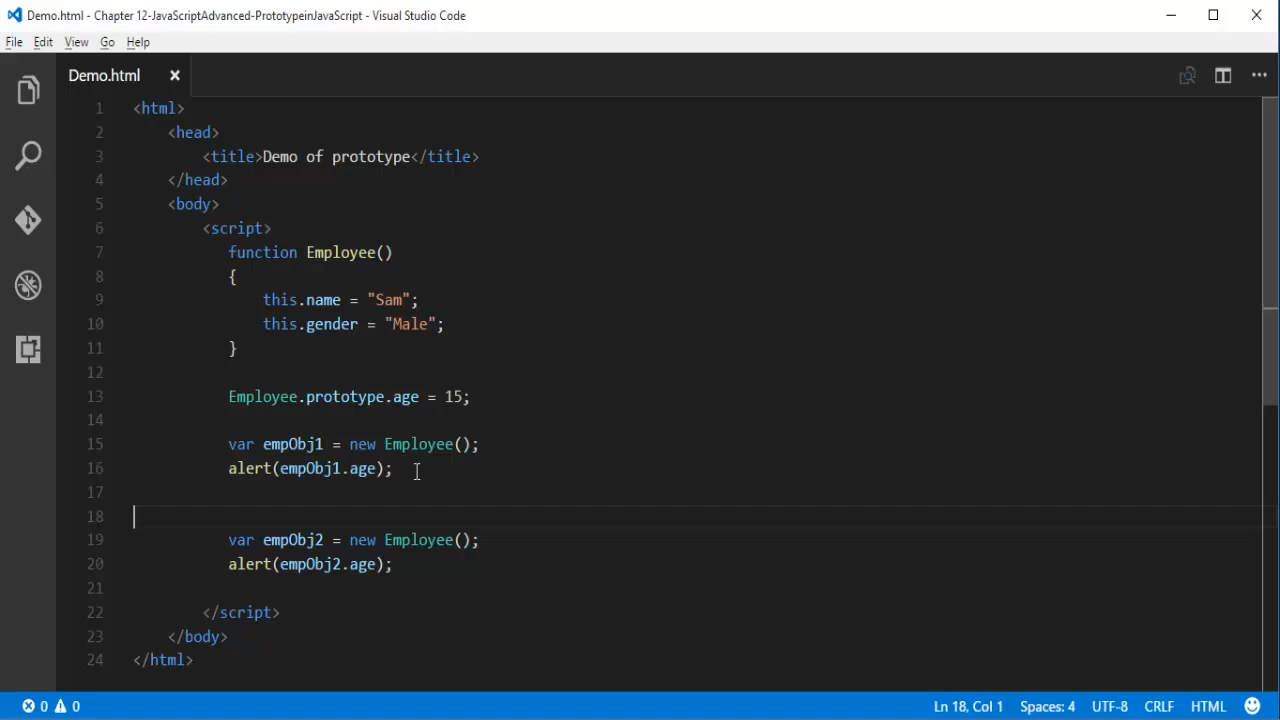 Demo.html - Chapter 12-JavaScriptAdvanced-PrototypeinJavaScript - Visual Studio Code
File Edit View Go Help
Demo.html
1 <html>
2 <head>
3 <title>Demo of prototype</title>
4 </head>
5 <body>
6 <script>
7 function Employee()
8 {
9 this.name = "Sam";
10 this.gender = "Male";
11 }
12
13 Employee.prototype.age = 15;
14
15 var empObj1 = new Employee();
16 alert(empObj1.age);
17
18
19 var empObj2 = new Employee();
20 alert(empObj2.age);
21
22 </script>
23 </body>
24 </html>
0 0 Ln 18, Col 1 Spaces: 4 UTF-8 CRLF HTML